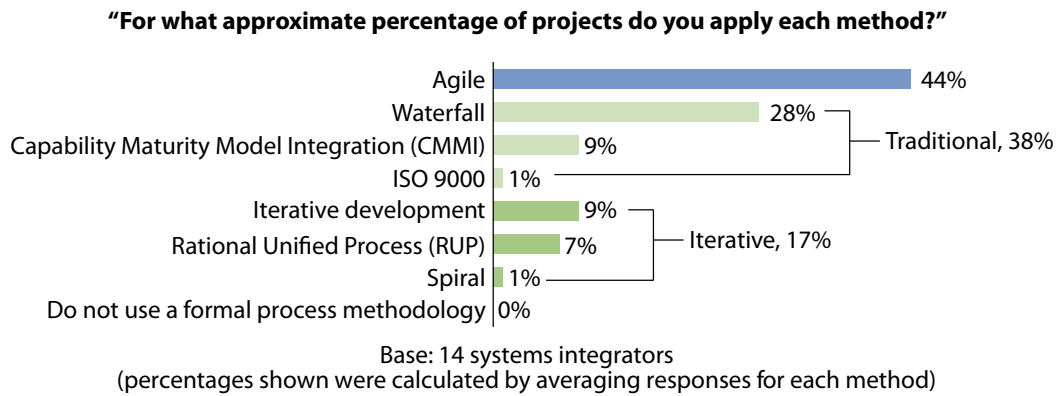 “For what approximate percentage of projects do you apply each method?”
Agile 44%
Waterfall 28%
Traditional, 38%
Capability Maturity Model Integration (CMMI) 9%
ISO 9000 1%
Iterative development 9%
Rational Unified Process (RUP) 7%
Iterative, 17%
Spiral 1%
Do not use a formal process methodology 0%
Base: 14 systems integrators
(percentages shown were calculated by averaging responses for each method)